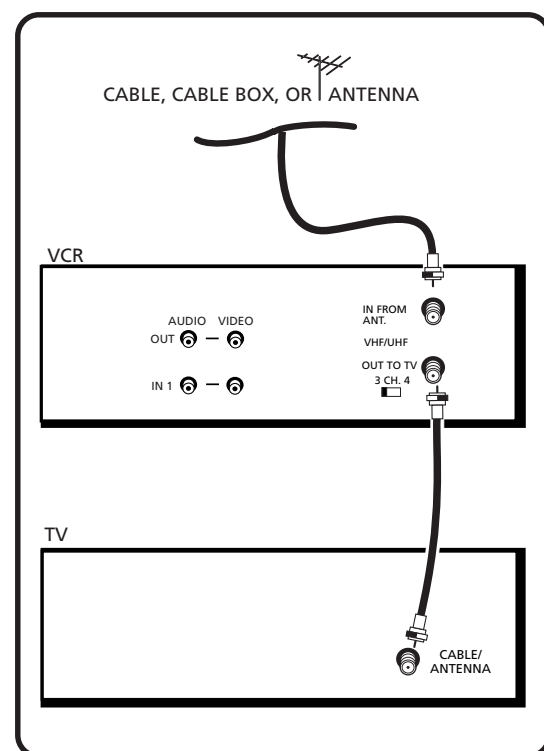 CABLE, CABLE BOX, OR ANTENNA
VCR
AUDIO VIDEO
OUT
IN 1
IN FROM
ANT.
VHF/UHF
OUT TO TV
3 CH. 4
TV
CABLE/
ANTENNA